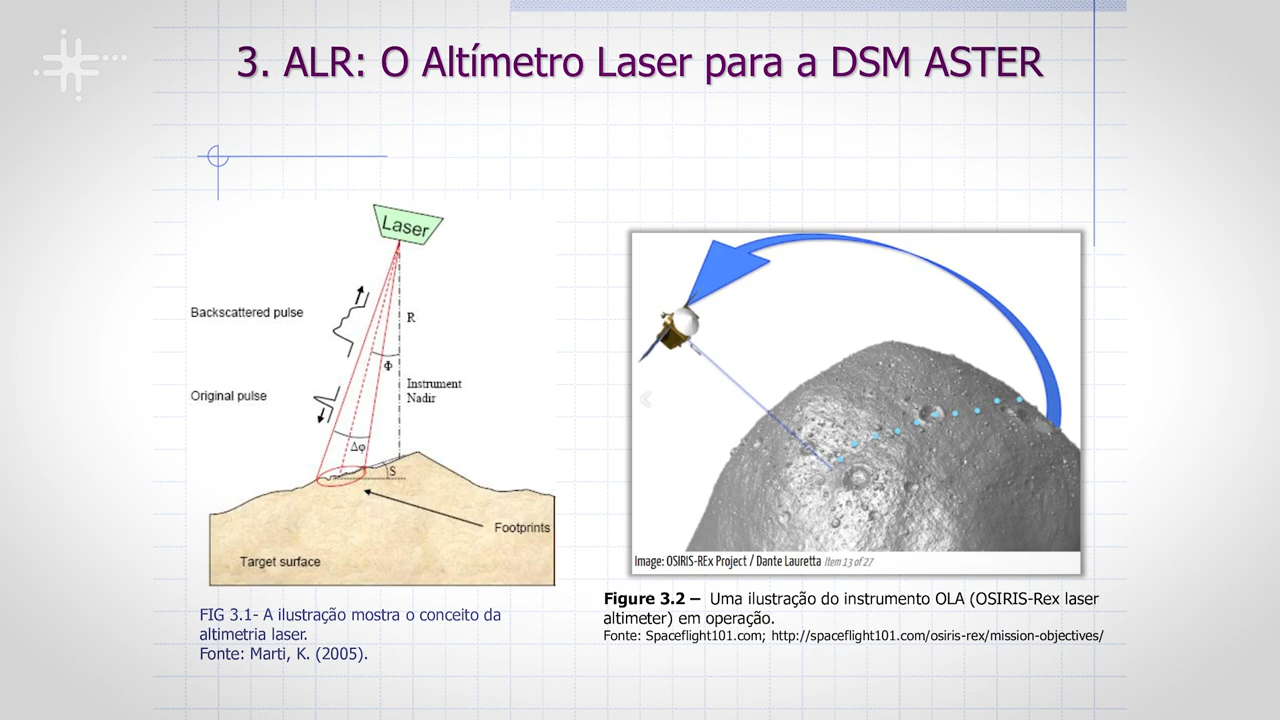 3. ALR: O Altímetro Laser para a DSM ASTER
Laser
Backscattered pulse
R
Φ
Original pulse
Instrument
Nadir
Δφ
S
Footprints
Target surface
FIG 3.1- A ilustração mostra o conceito da
altimetria laser.
Fonte: Marti, K. (2005).
Image: OSIRIS-REx Project / Dante Lauretta Item 13 of 27
Figure 3.2 – Uma ilustração do instrumento OLA (OSIRIS-Rex laser
altimeter) em operação.
Fonte: Spaceflight101.com; http://spaceflight101.com/osiris-rex/mission-objectives/